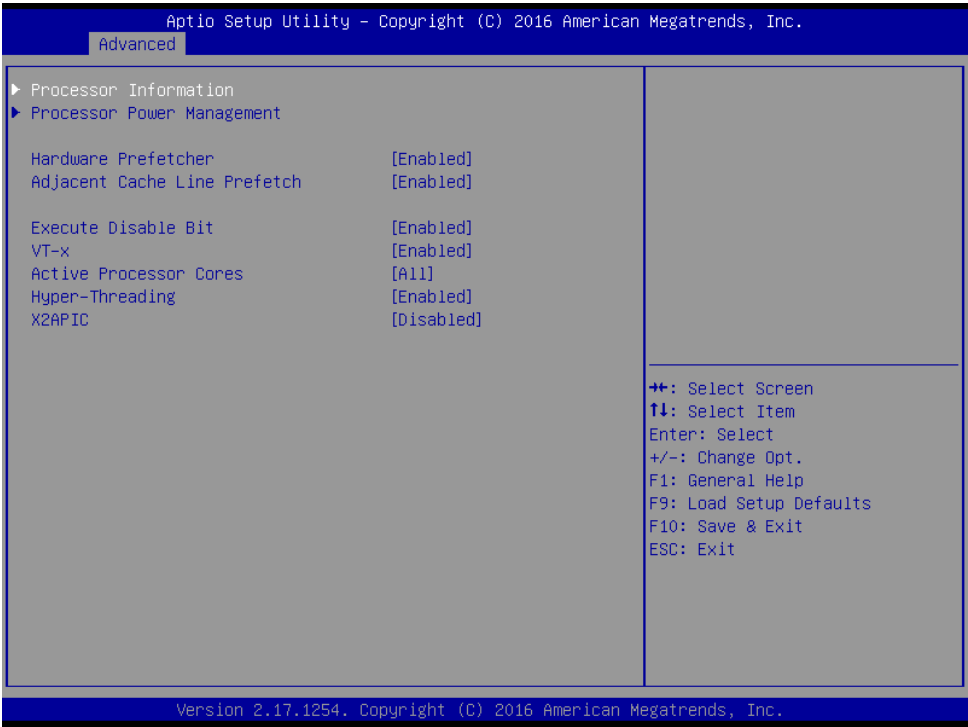 Aptio Setup Utility – Copyright (C) 2016 American Megatrends, Inc.
Advanced
Processor Information
Processor Power Management
Hardware Prefetcher [Enabled]
Adjacent Cache Line Prefetch [Enabled]
Execute Disable Bit [Enabled]
VT-x [Enabled]
Active Processor Cores [All]
Hyper-Threading [Enabled]
X2APIC [Disabled]
→←: Select Screen
↑↓: Select Item
Enter: Select
+/-: Change Opt.
F1: General Help
F9: Load Setup Defaults
F10: Save & Exit
ESC: Exit
Version 2.17.1254. Copyright (C) 2016 American Megatrends, Inc.